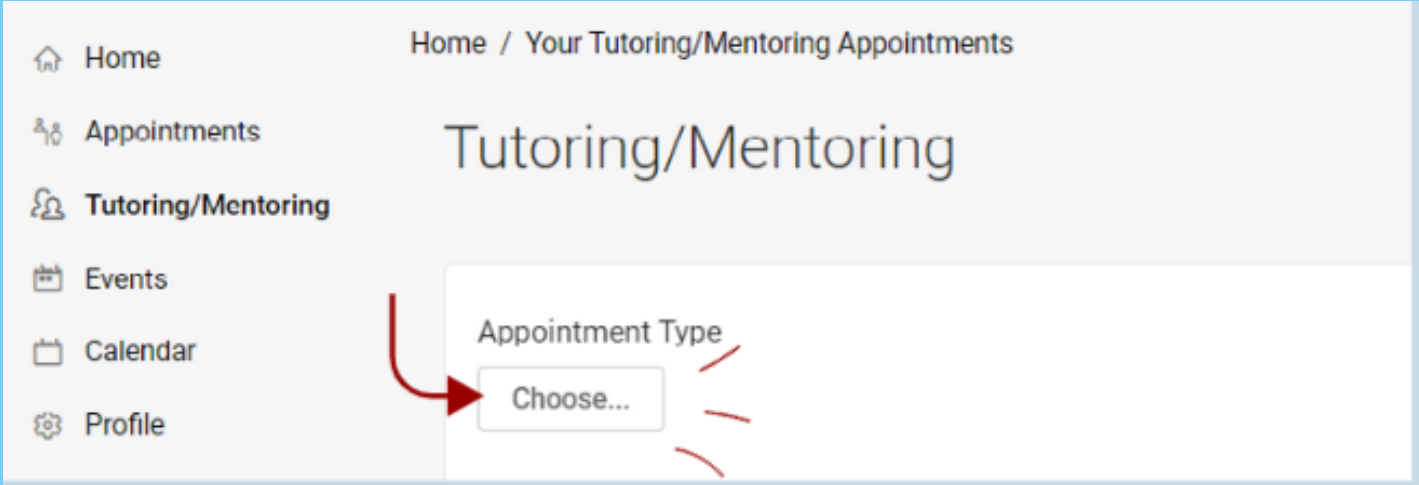 Home
Appointments
Tutoring/Mentoring
Events
Calendar
Profile
Home / Your Tutoring/Mentoring Appointments
Tutoring/Mentoring
Appointment Type
Choose...